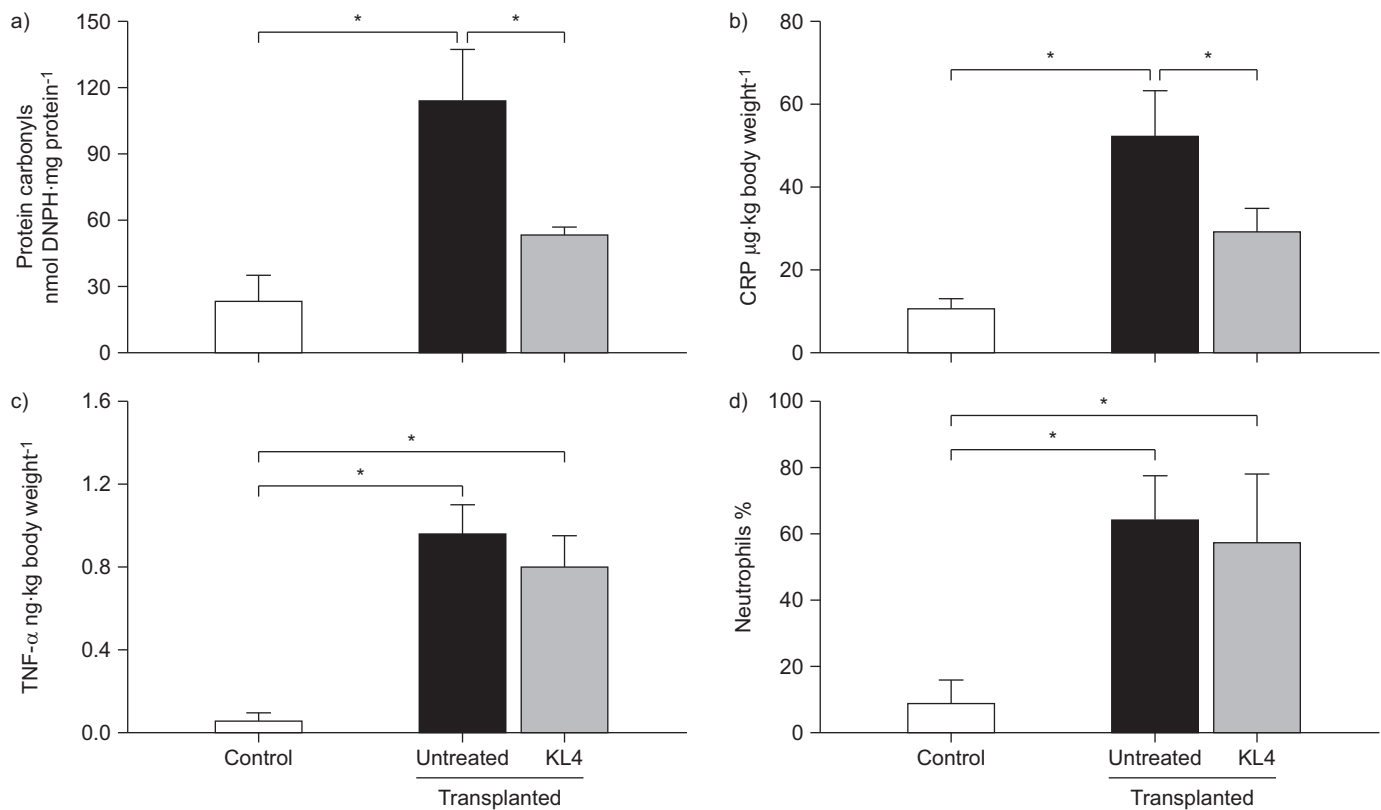 a)
150
120
90
60
30
0
Protein carbonyls
nmol DNPH·mg protein-1
*
*
b)
80
60
40
20
0
CRP μg·kg body weight-1
*
*
c)
1.6
1.2
0.8
0.4
0.0
TNF-α ng·kg body weight-1
*
*
Control
Untreated
KL4
Transplanted
d)
100
80
60
40
20
0
Neutrophils %
*
*
Control
Untreated
KL4
Transplanted